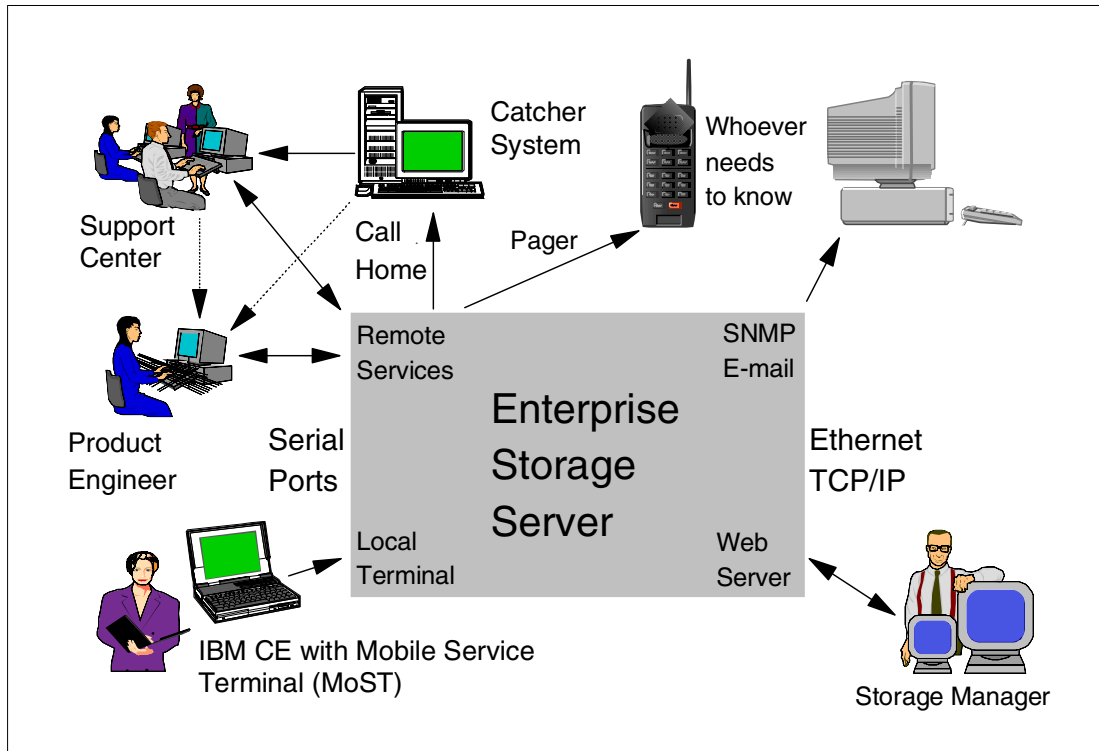 Catcher
System
Whoever
needs
to know
Support
Center
Call
Home
Pager
Remote
Services
SNMP
E-mail
Enterprise
Storage
Server
Product
Engineer
Serial
Ports
Ethernet
TCP/IP
Local
Terminal
Web
Server
IBM CE with Mobile Service
Terminal (MoST)
Storage Manager